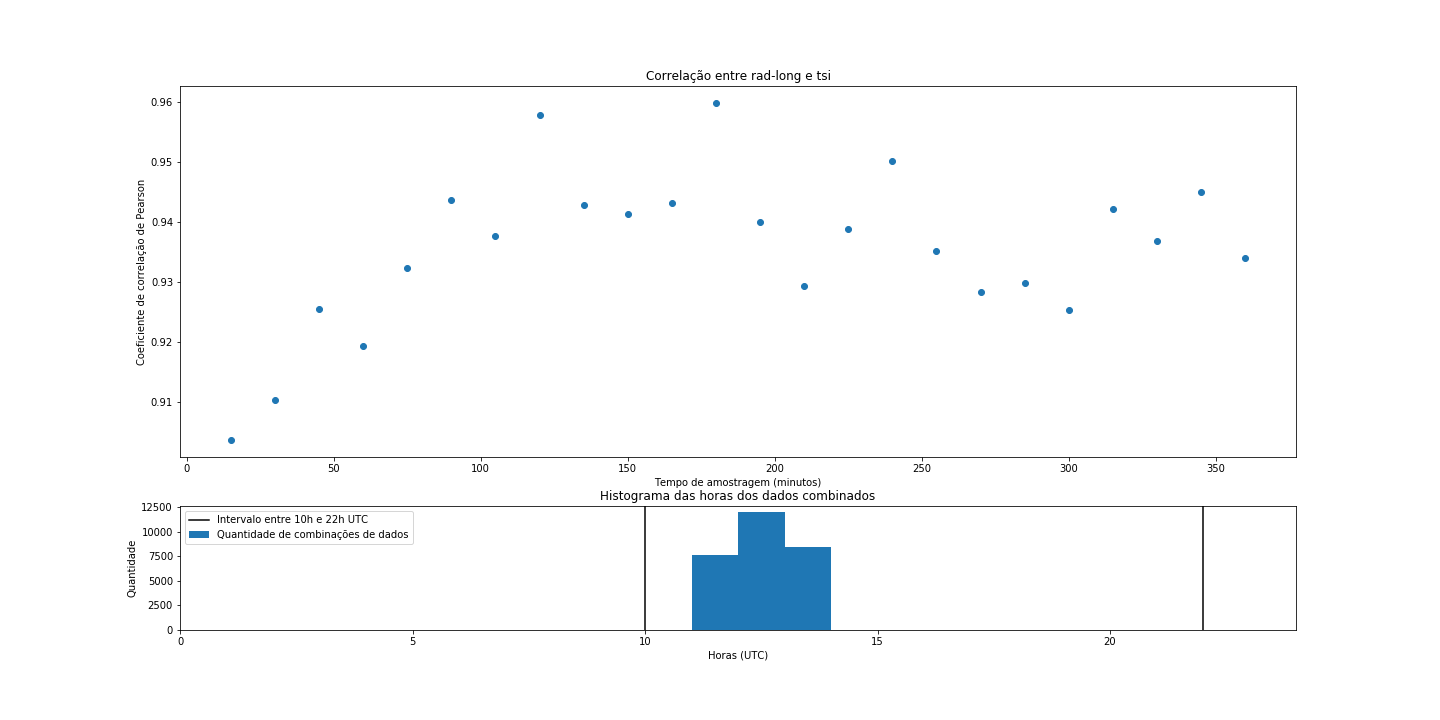 Correlação entre rad-long e tsi
0.96
0.95
0.94
0.93
0.92
0.91
Coeficiente de correlação de Pearson
0 50 100 150 200 250 300 350
Tempo de amostragem (minutos)
Histograma das horas dos dados combinados
12500
10000
7500
5000
2500
0
Quantidade
Intervalo entre 10h e 22h UTC
Quantidade de combinações de dados
0 5 10 15 20
Horas (UTC)